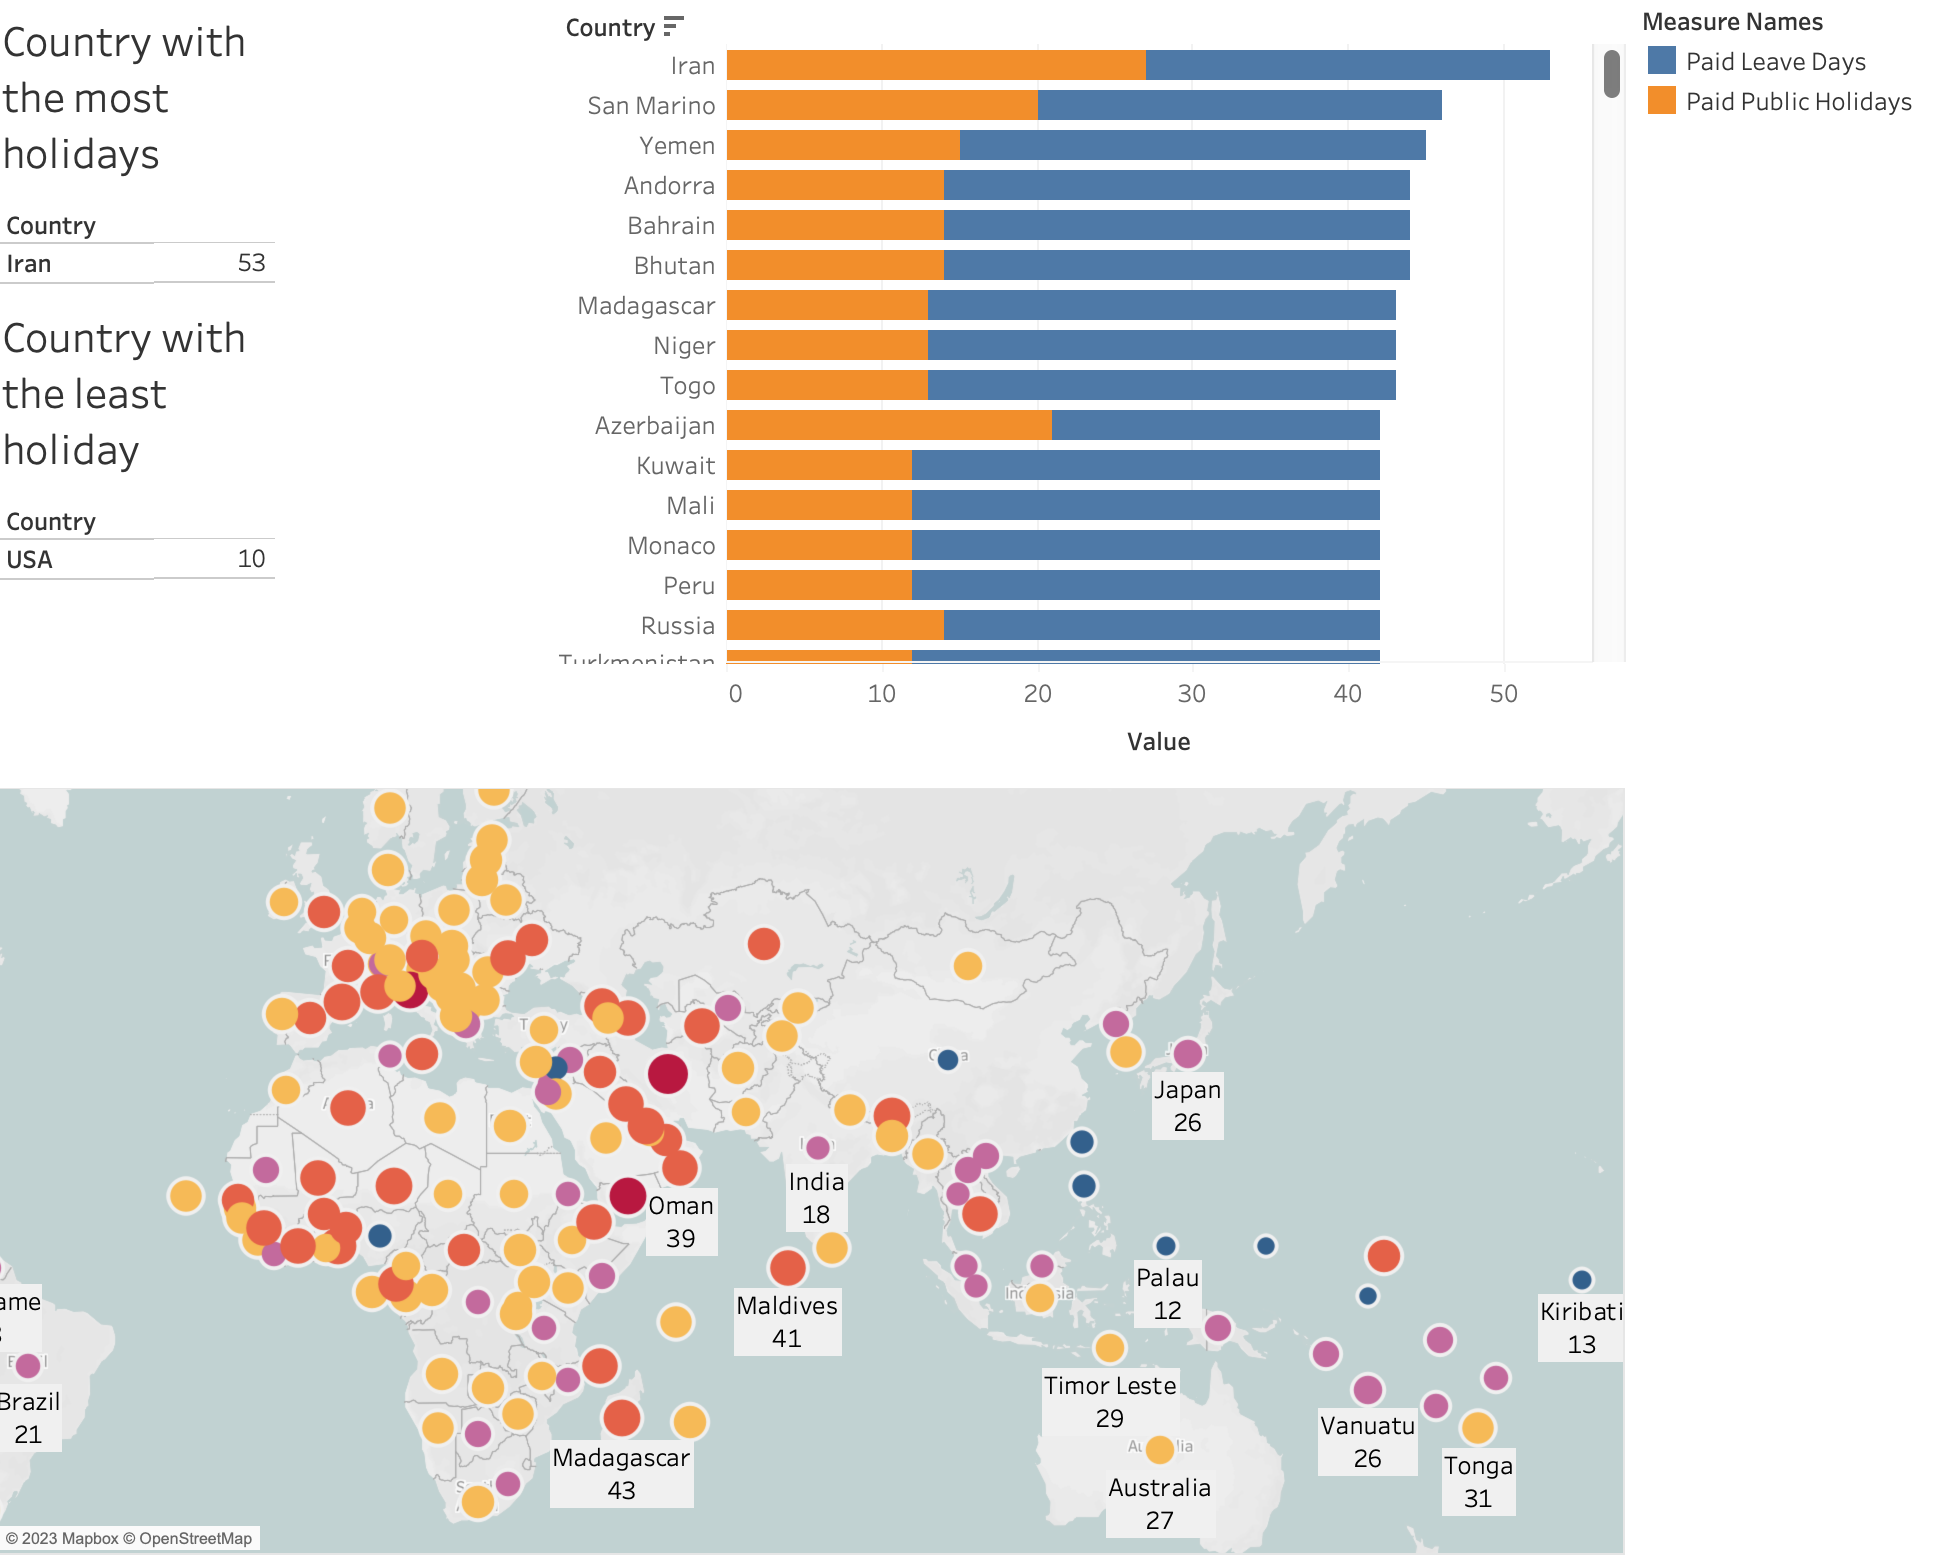 Country with
the most
holidays
Country
Iran 53
Country with
the least
holiday
Country
USA 10
Country
Iran
San Marino
Yemen
Andorra
Bahrain
Bhutan
Madagascar
Niger
Togo
Azerbaijan
Kuwait
Mali
Monaco
Peru
Russia
Turkmenistan
0 10 20 30 40 50
Value
Measure Names
Paid Leave Days
Paid Public Holidays
Japan
26
India
18
Oman
39
Palau
12
Maldives
41
Kiribati
13
Timor Leste
29
Brazil
21
Vanuatu
26
Madagascar
43
Tonga
31
Australia
27
© 2023 Mapbox © OpenStreetMap